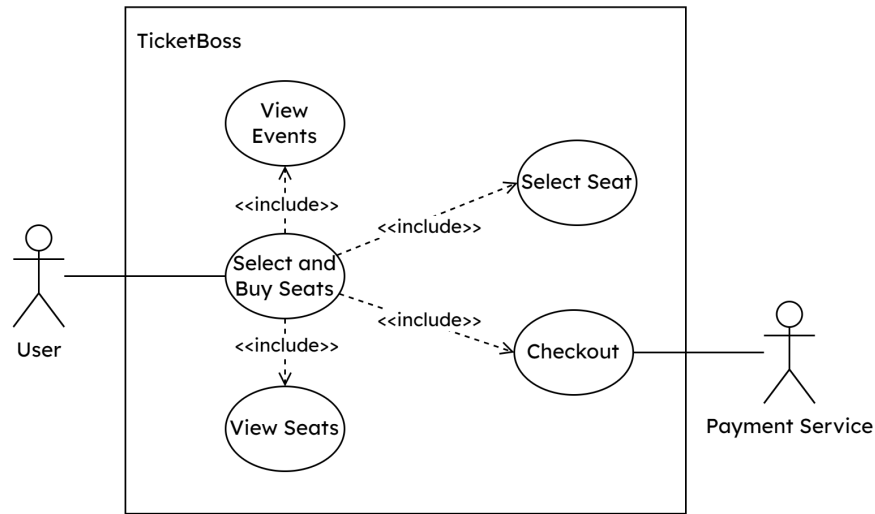 TicketBoss
View
Events
Select Seat
<<include>>
<<include>>
Select and
Buy Seats
User
<<include>>
<<include>>
Checkout
View Seats
Payment Service